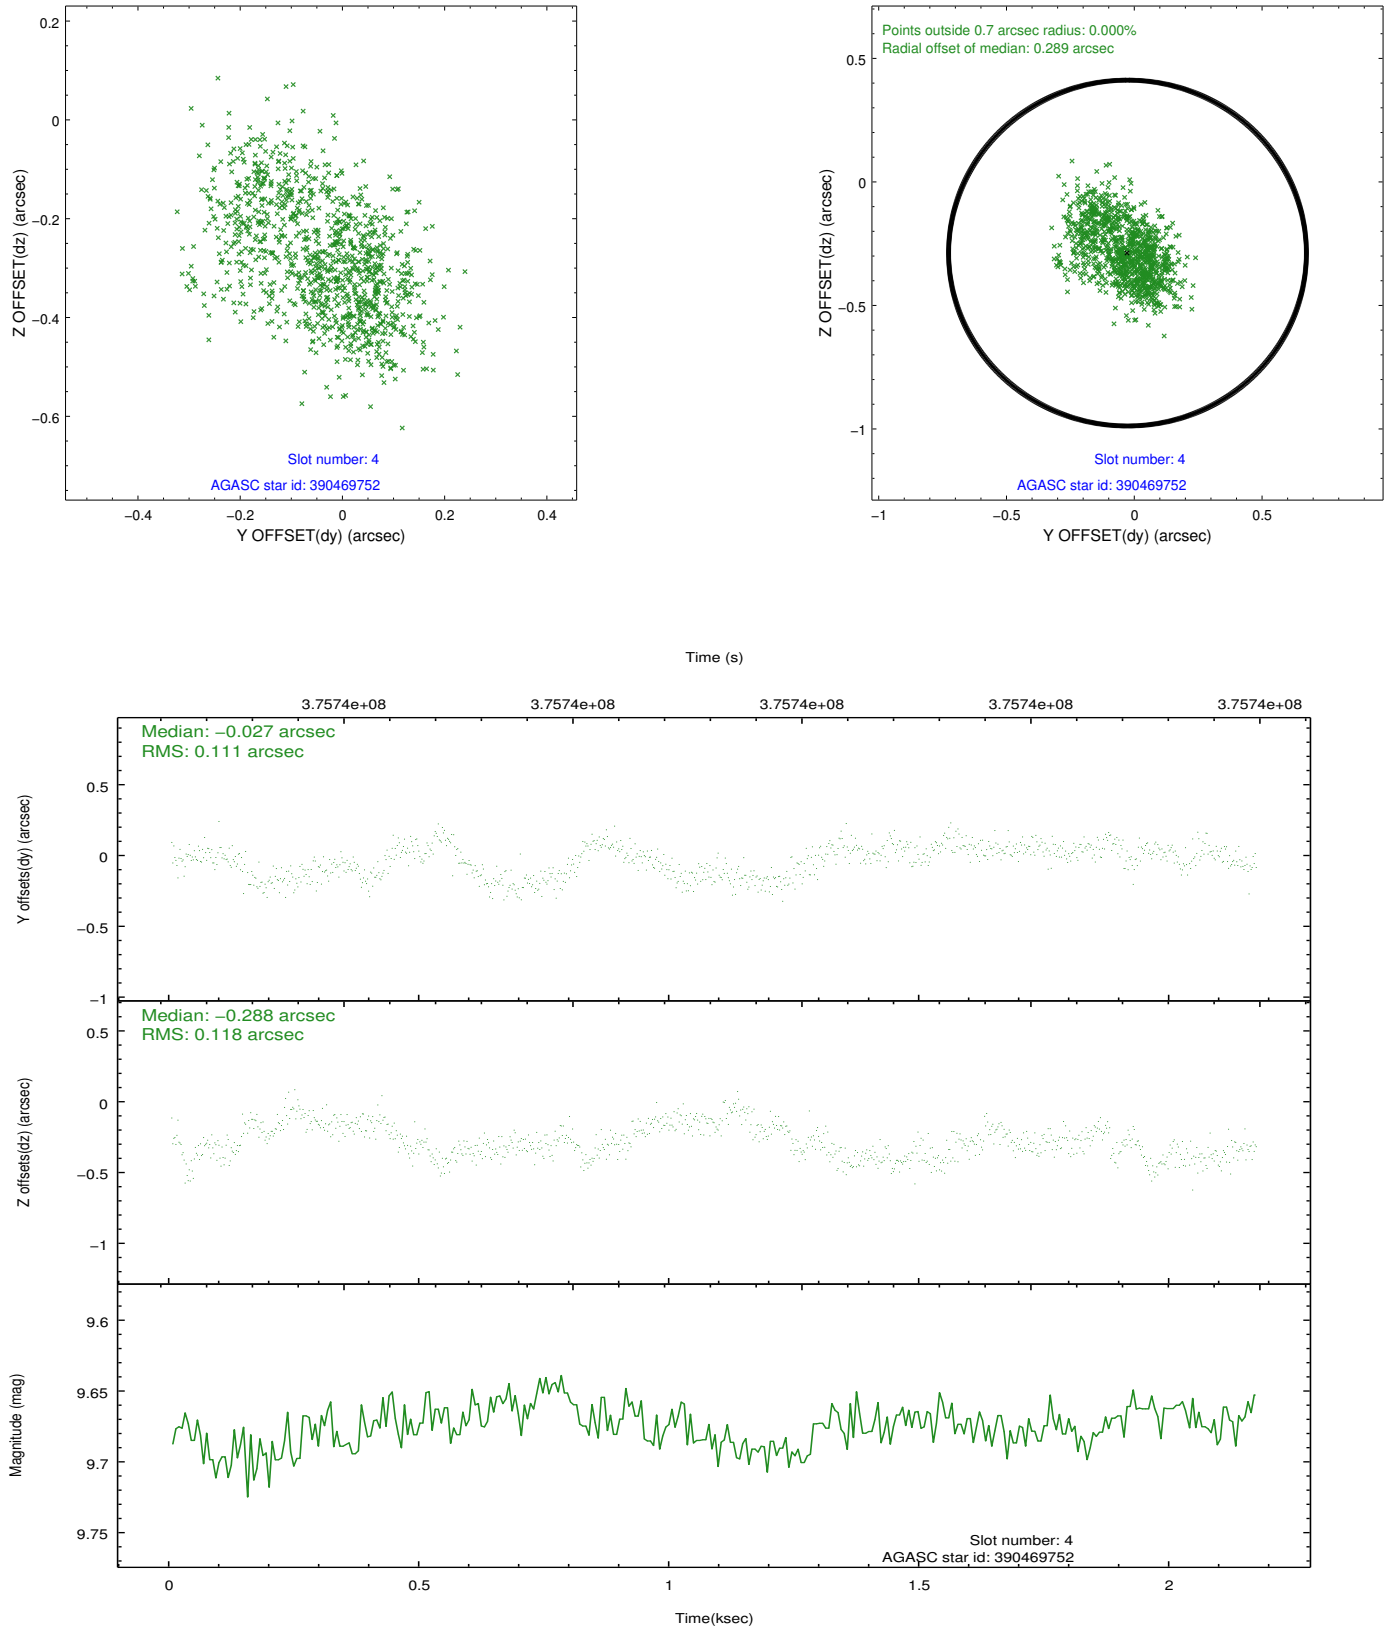 0.2
0
−0.2
−0.4
−0.6
Z OFFSET(dz) (arcsec)
Slot number: 4
AGASC star id: 390469752
−0.4
−0.2
0
0.2
0.4
Y OFFSET(dy) (arcsec)
Points outside 0.7 arcsec radius: 0.000%
Radial offset of median: 0.289 arcsec
0.5
0
−0.5
−1
Z OFFSET(dz) (arcsec)
Slot number: 4
AGASC star id: 390469752
−1
−0.5
0
0.5
Y OFFSET(dy) (arcsec)
Time (s)
3.7574e+08
3.7574e+08
3.7574e+08
3.7574e+08
3.7574e+08
Median: −0.027 arcsec
RMS: 0.111 arcsec
0.5
0
−0.5
−1
Y offsets(dy) (arcsec)
Median: −0.288 arcsec
RMS: 0.118 arcsec
0.5
0
−0.5
−1
Z offsets(dz) (arcsec)
9.6
9.65
9.7
9.75
Magnitude (mag)
Slot number: 4
AGASC star id: 390469752
0
0.5
1
1.5
2
Time(ksec)